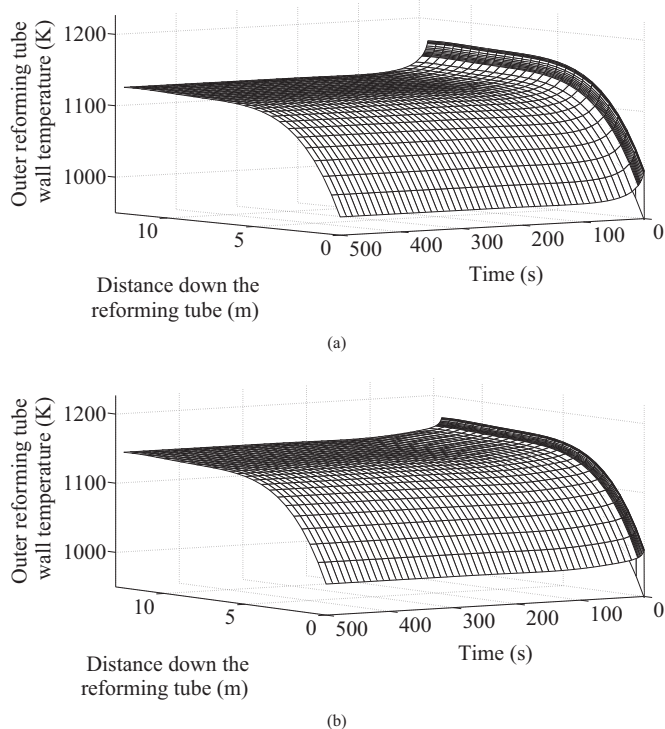 Outer reforming tube
wall temperature (K)
1200
1100
1000
10
5
0
500
400
300
200
100
0
Distance down the
reforming tube (m)
Time (s)
(a)
Outer reforming tube
wall temperature (K)
1200
1100
1000
10
5
0
500
400
300
200
100
0
Distance down the
reforming tube (m)
Time (s)
(b)